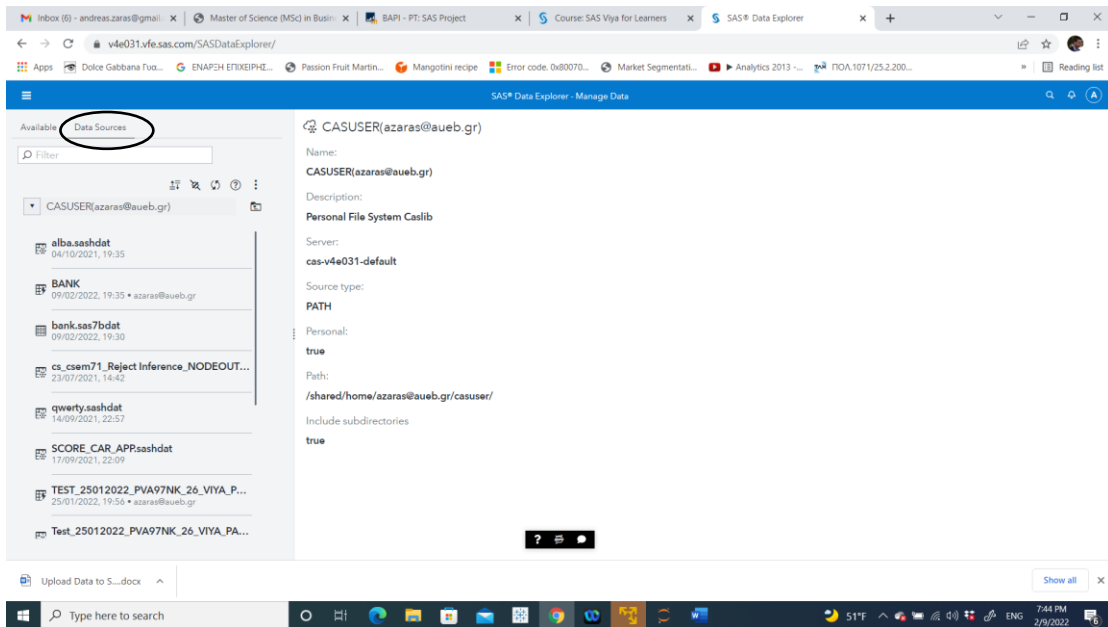 Inbox (6) - andreas.zaras@gmail.
Master of Science (MSc) in Busin
BAPI - PT: SAS Project
Course: SAS Viya for Learners
SAS® Data Explorer
v4e031.vfe.sas.com/SASDataExplorer/
Apps
Dolce Gabbana Γυα...
ΕΝΑΡΞΗ ΕΠΙΧΕΙΡΗΣ...
Passion Fruit Martin...
Mangotini recipe
Error code. 0x80070...
Market Segmentati...
▶ Analytics 2013 -...
ΠΟΛ.1071/25.2.200...
»
Reading list
SAS® Data Explorer - Manage Data
A
Available
Data Sources
Filter
CASUSER(azaras@aueb.gr)
alba.sashdat
04/10/2021, 19:35
BANK
09/02/2022, 19:35 • azaras@aueb.gr
bank.sas7bdat
09/02/2022, 19:30
cs_csem71_Reject Inference_NODEOUT...
23/07/2021, 14:42
qwerty.sashdat
14/09/2021, 22:57
SCORE_CAR_APP.sashdat
17/09/2021, 22:09
TEST_25012022_PVA97NK_26_VIYA_P...
25/01/2022, 19:56 • azaras@aueb.gr
Test_25012022_PVA97NK_26_VIYA_PA...
CASUSER(azaras@aueb.gr)
Name:
CASUSER(azaras@aueb.gr)
Description:
Personal File System Caslib
Server:
cas-v4e031-default
Source type:
PATH
Personal:
true
Path:
/shared/home/azaras@aueb.gr/casuser/
Include subdirectories
true
?
Upload Data to S....docx
Show all
Type here to search
51°F
ENG
7:44 PM
2/9/2022